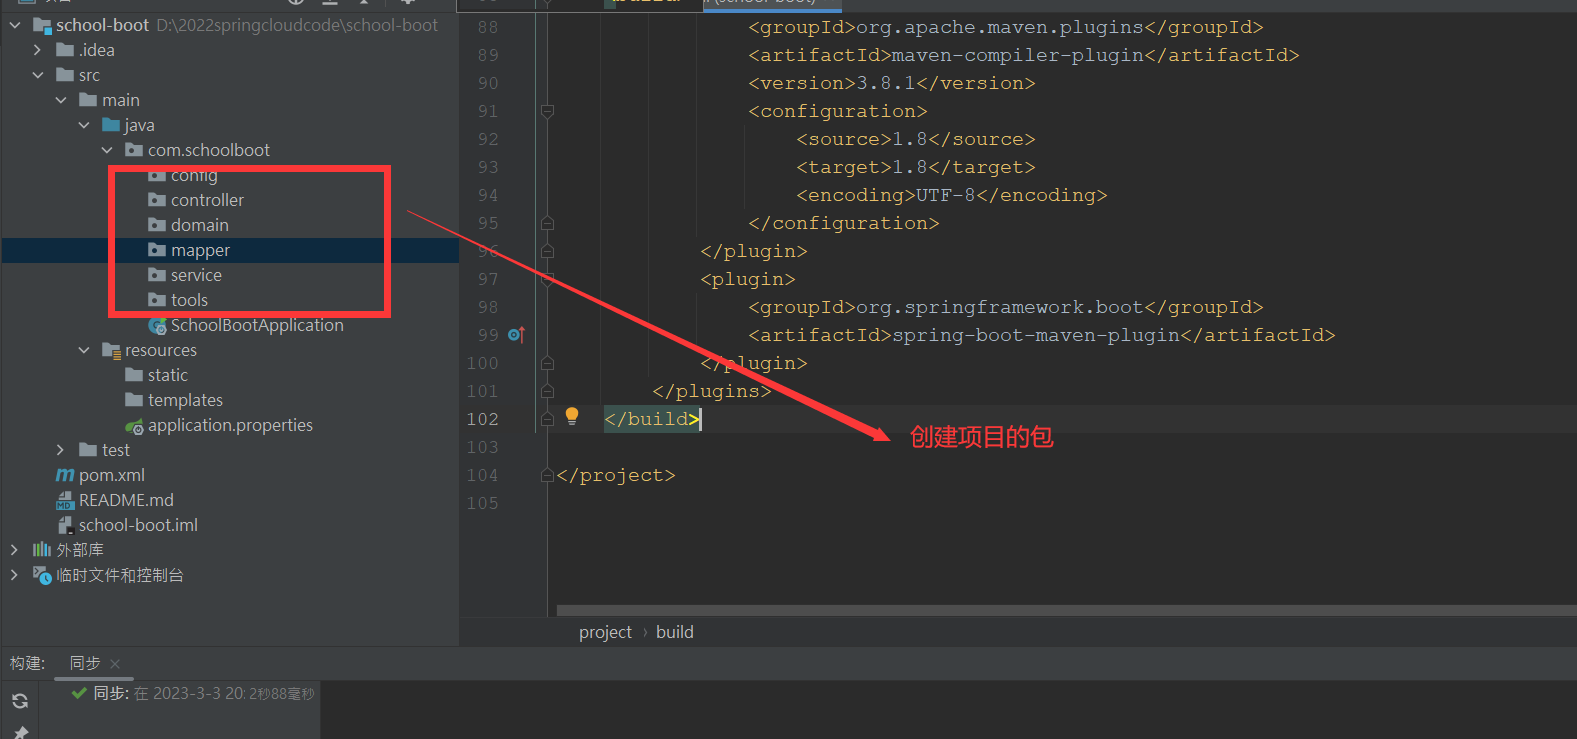 school-boot D:\2022springcloudcode\school-boot
.idea
src
main
java
com.schoolboot
config
controller
domain
mapper
service
tools
SchoolBootApplication
resources
static
templates
application.properties
test
pom.xml
README.md
school-boot.iml
外部库
临时文件和控制台
88 <groupId>org.apache.maven.plugins</groupId>
89 <artifactId>maven-compiler-plugin</artifactId>
90 <version>3.8.1</version>
91 <configuration>
92 <source>1.8</source>
93 <target>1.8</target>
94 <encoding>UTF-8</encoding>
95 </configuration>
96 </plugin>
97 <plugin>
98 <groupId>org.springframework.boot</groupId>
99 <artifactId>spring-boot-maven-plugin</artifactId>
100 </plugin>
101 </plugins>
102 </build>
103
104 </project>
105
创建项目的包
project › build
构建: 同步
同步: 在 2023-3-3 20: 2秒88毫秒